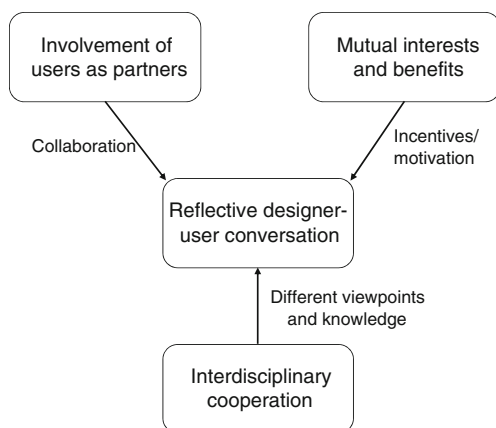 Involvement of
users as partners
Mutual interests
and benefits
Collaboration
Incentives/
motivation
Reflective designer-
user conversation
Different viewpoints
and knowledge
Interdisciplinary
cooperation